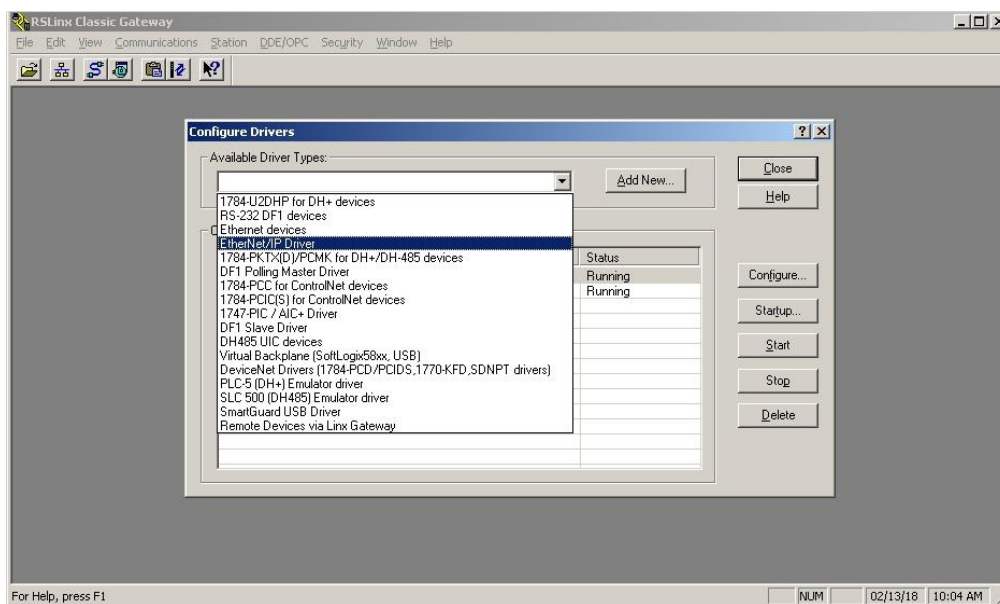 RSLinx Classic Gateway
File Edit View Communications Station DDE/OPC Security Window Help
Configure Drivers
Available Driver Types:
Add New...
Close
Help
1784-U2DHP for DH+ devices
RS-232 DF1 devices
Ethernet devices
EtherNet/IP Driver
1784-PKTX(D)/PCMK for DH+/DH-485 devices
DF1 Polling Master Driver
1784-PCC for ControlNet devices
1784-PCIC(S) for ControlNet devices
1747-PIC / AIC+ Driver
DF1 Slave Driver
DH485 UIC devices
Virtual Backplane (SoftLogix58xx, USB)
DeviceNet Drivers (1784-PCD/PCIDS,1770-KFD,SDNPT drivers)
PLC-5 (DH+) Emulator driver
SLC 500 (DH485) Emulator driver
SmartGuard USB Driver
Remote Devices via Linx Gateway
Status
Running
Running
Configure...
Startup...
Start
Stop
Delete
For Help, press F1
NUM
02/13/18
10:04 AM